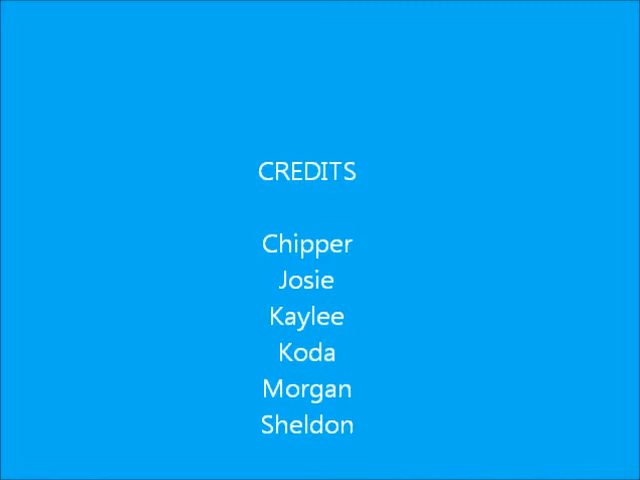 CREDITS
Chipper
Josie
Kaylee
Koda
Morgan
Sheldon